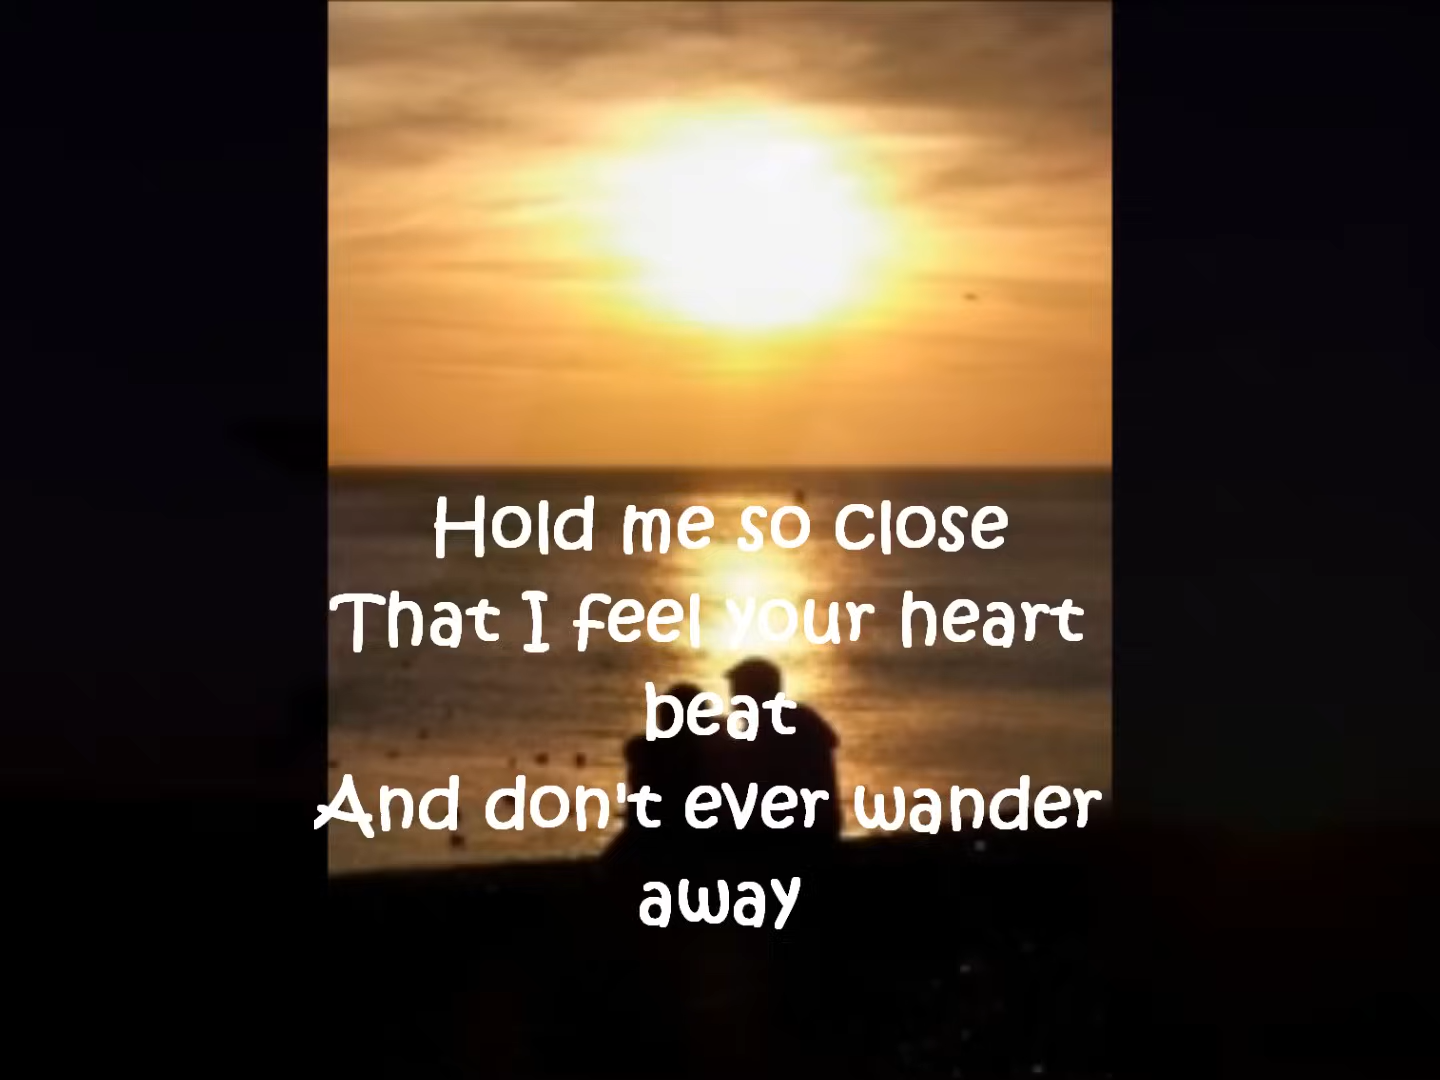 Hold me so close
That I feel your heart
beat
And don't ever wander
away